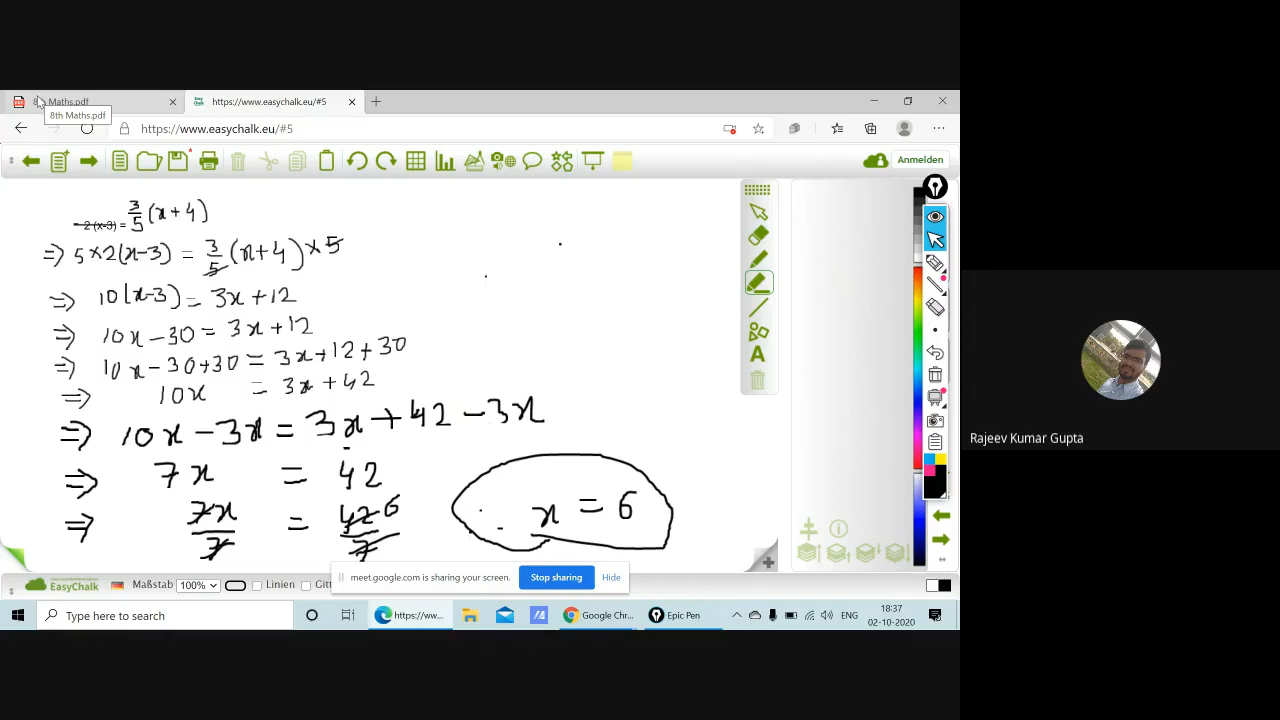 8th Maths.pdf
https://www.easychalk.eu/#5
8th Maths.pdf
https://www.easychalk.eu/#5
Anmelden
2(x-3) = 3/5 (x+4)
⇒ 5×2(x-3) = 3/5 (x+4) ×5
⇒ 10(x-3) = 3x+12
⇒ 10x-30 = 3x+12
⇒ 10x-30+30 = 3x+12+30
⇒ 10x = 3x+42
⇒ 10x-3x = 3x+42-3x
⇒ 7x = 42
⇒ 7x/7 = 42/7 6
x = 6
Rajeev Kumar Gupta
meet.google.com is sharing your screen.
Stop sharing
Hide
EasyChalk
Maßstab
100%
Linien
Gitt
Type here to search
https://ww...
Google Chr...
Epic Pen
ENG
18:37
02-10-2020